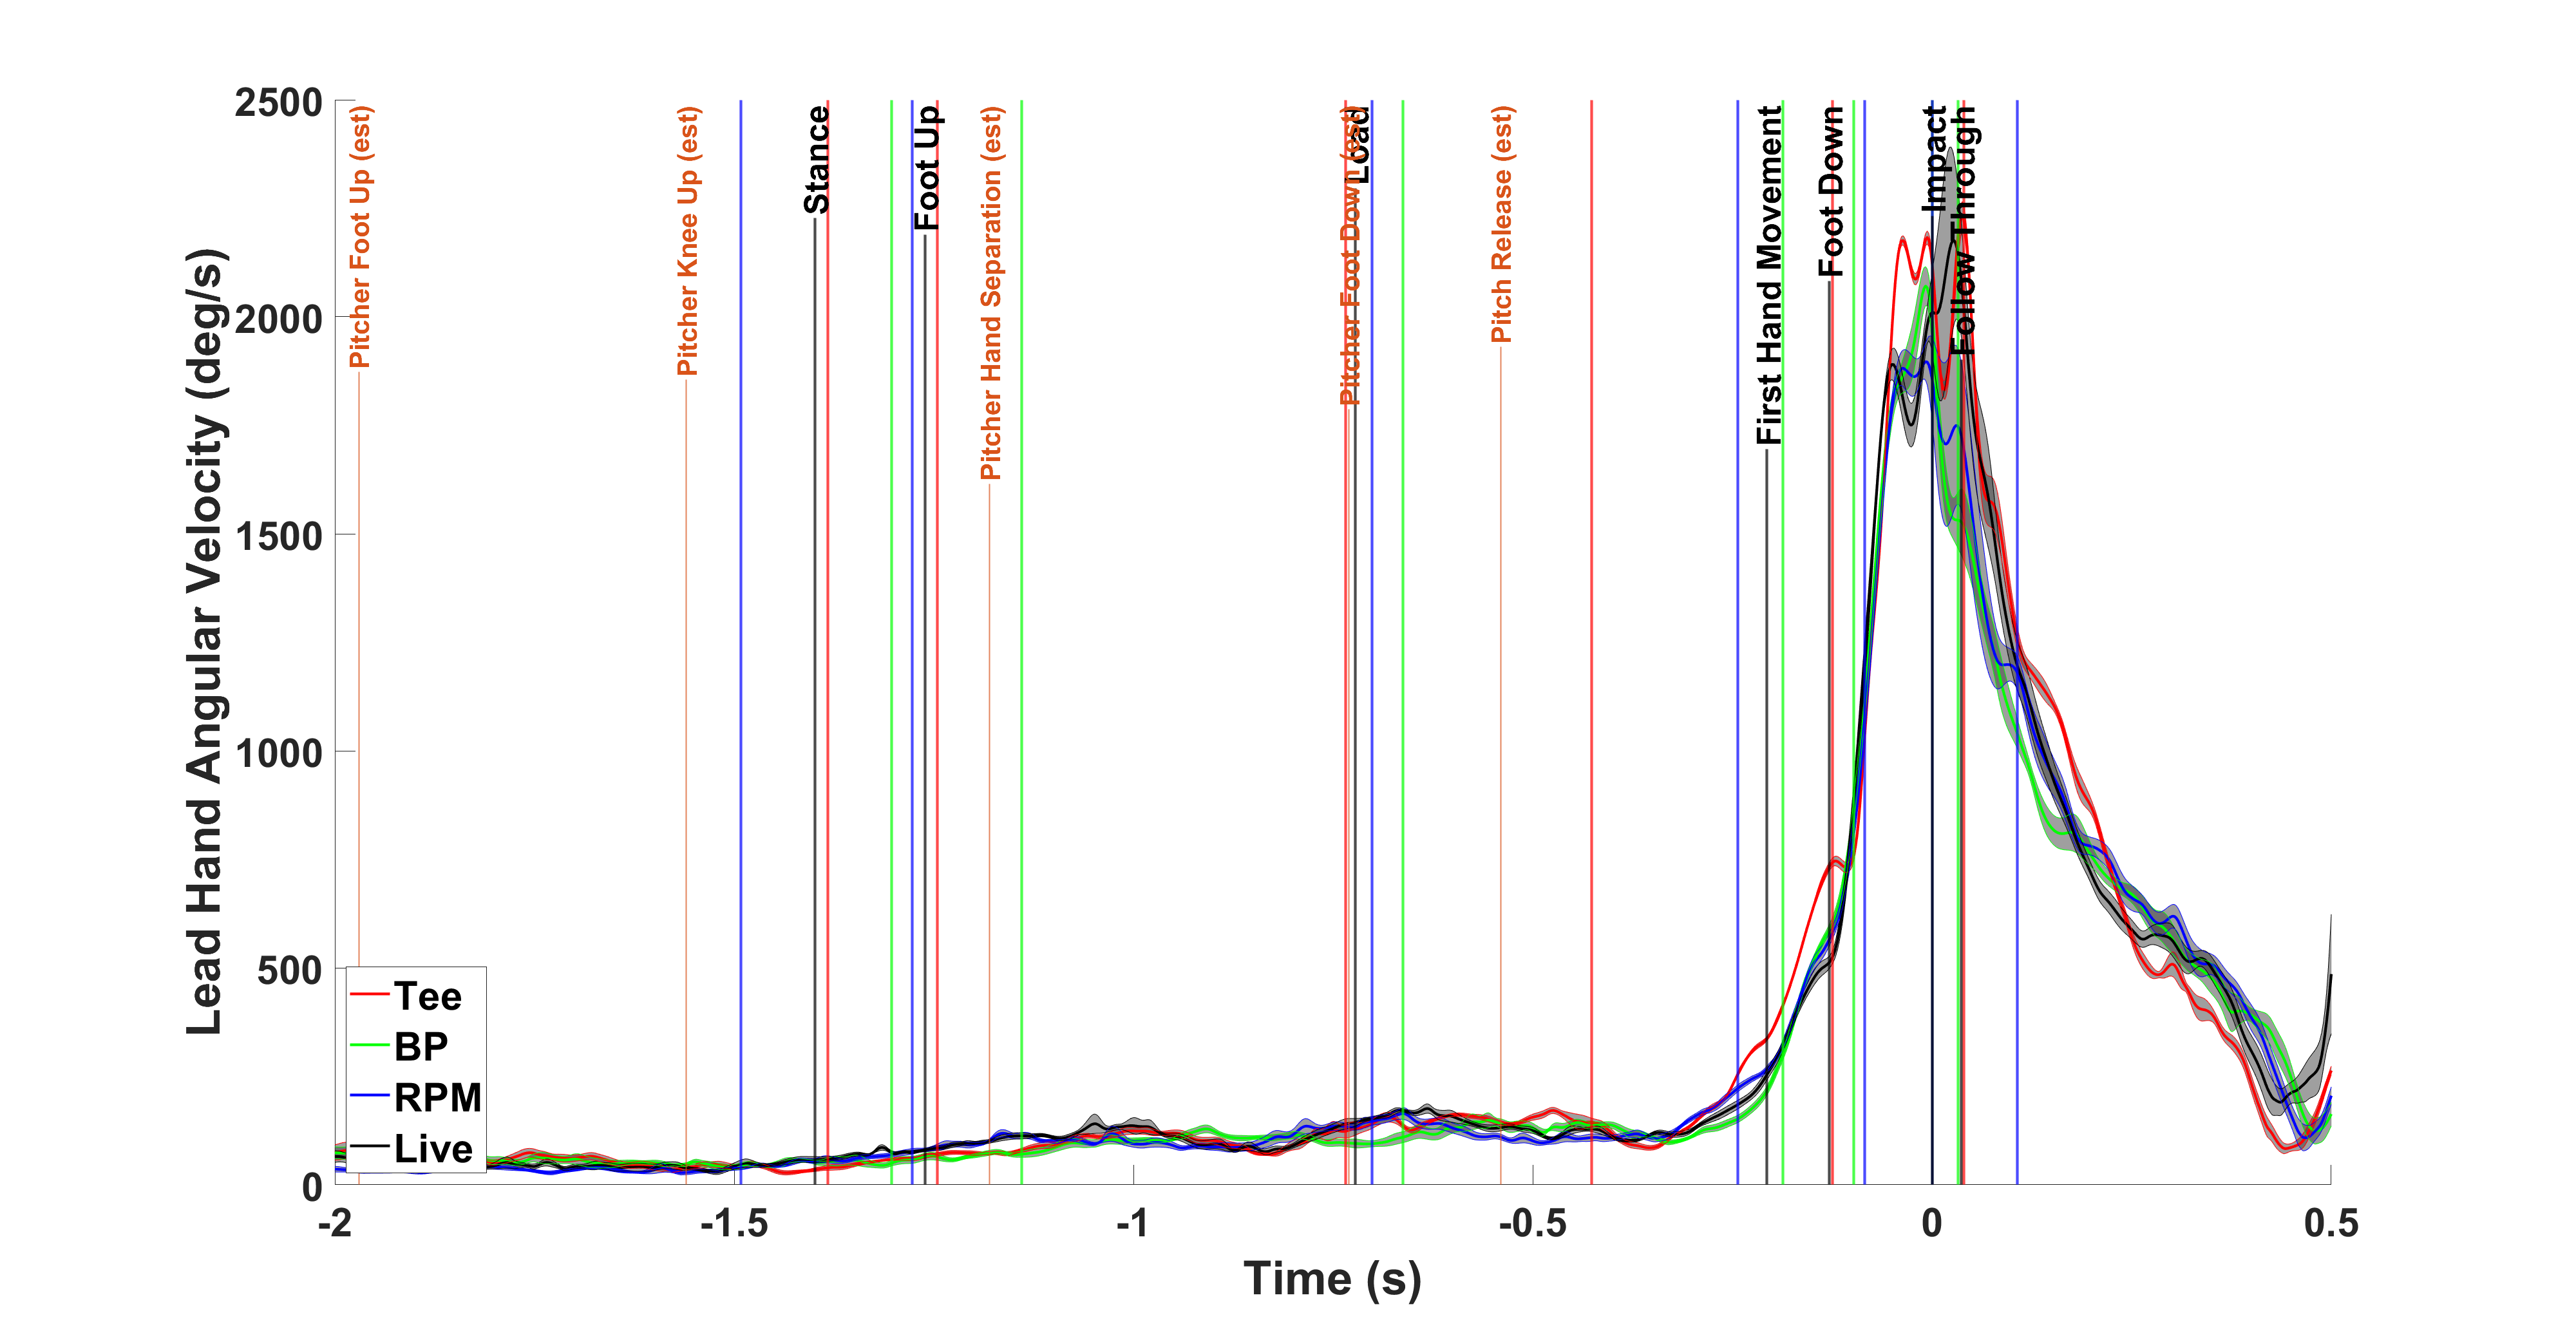 2500
2000
1500
1000
500
0
Lead Hand Angular Velocity (deg/s)
Pitcher Foot Up (est)
Pitcher Knee Up (est)
Stance
Foot Up
Pitcher Hand Separation (est)
Pitcher Foot Down (est)
Load
Pitch Release (est)
First Hand Movement
Foot Down
Impact
Follow Through
Tee
BP
RPM
Live
-2
-1.5
-1
-0.5
0
0.5
Time (s)